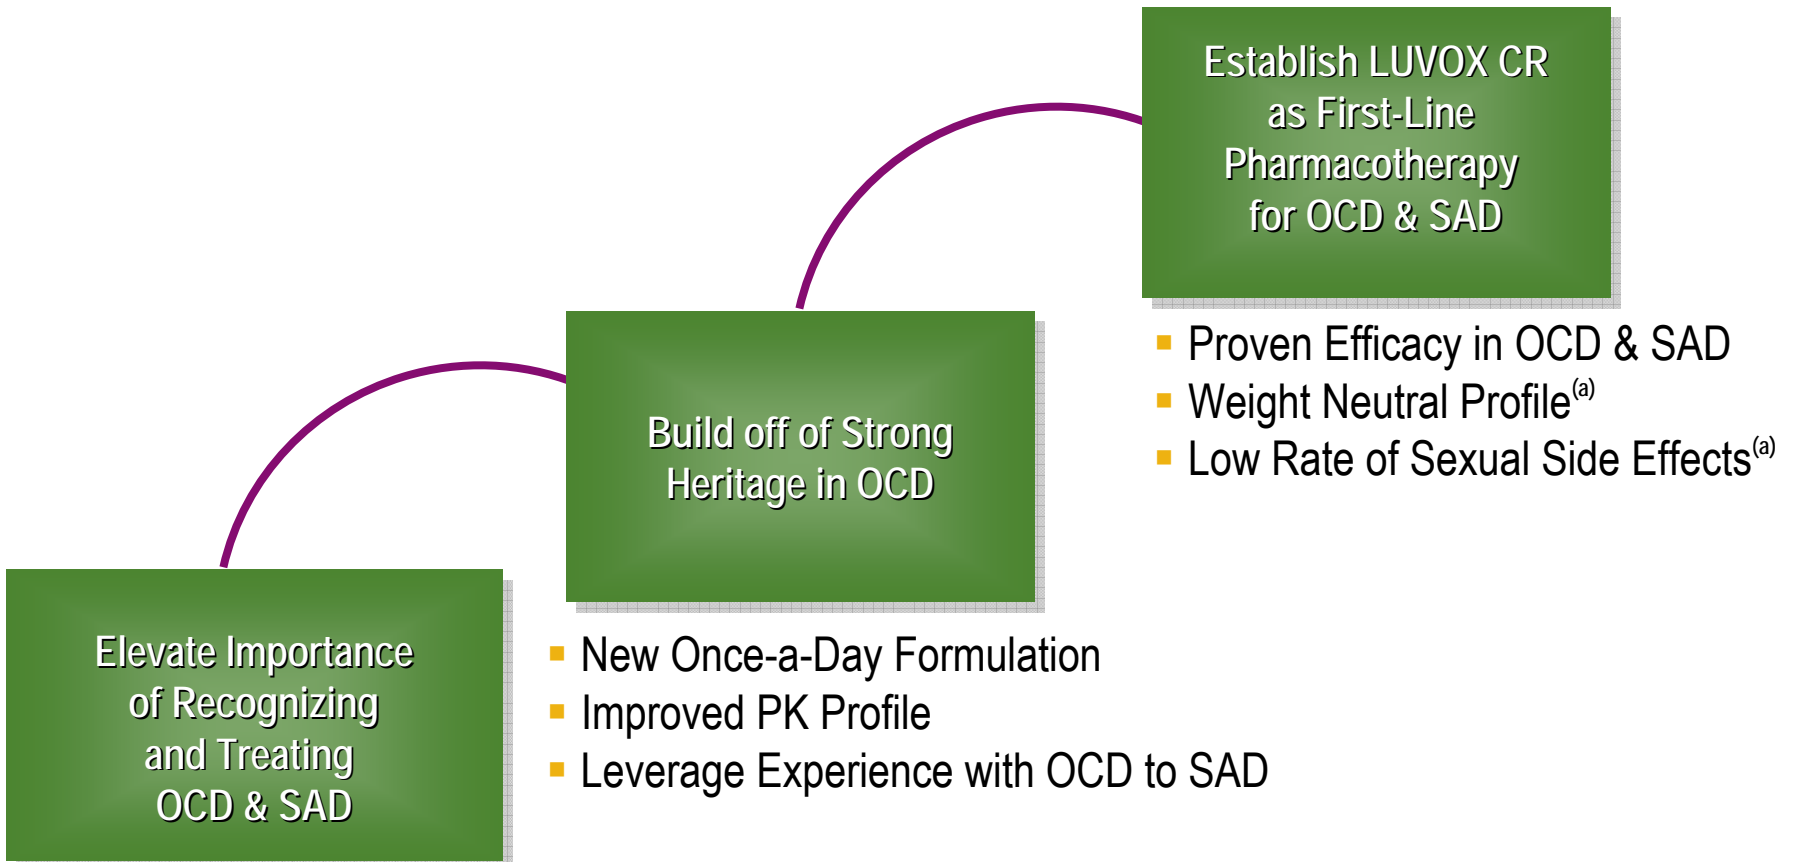 Establish LUVOX CR
as First-Line
Pharmacotherapy
for OCD & SAD
▪ Proven Efficacy in OCD & SAD
▪ Weight Neutral Profile(a)
▪ Low Rate of Sexual Side Effects(a)
Build off of Strong
Heritage in OCD
▪ New Once-a-Day Formulation
▪ Improved PK Profile
▪ Leverage Experience with OCD to SAD
Elevate Importance
of Recognizing
and Treating
OCD & SAD